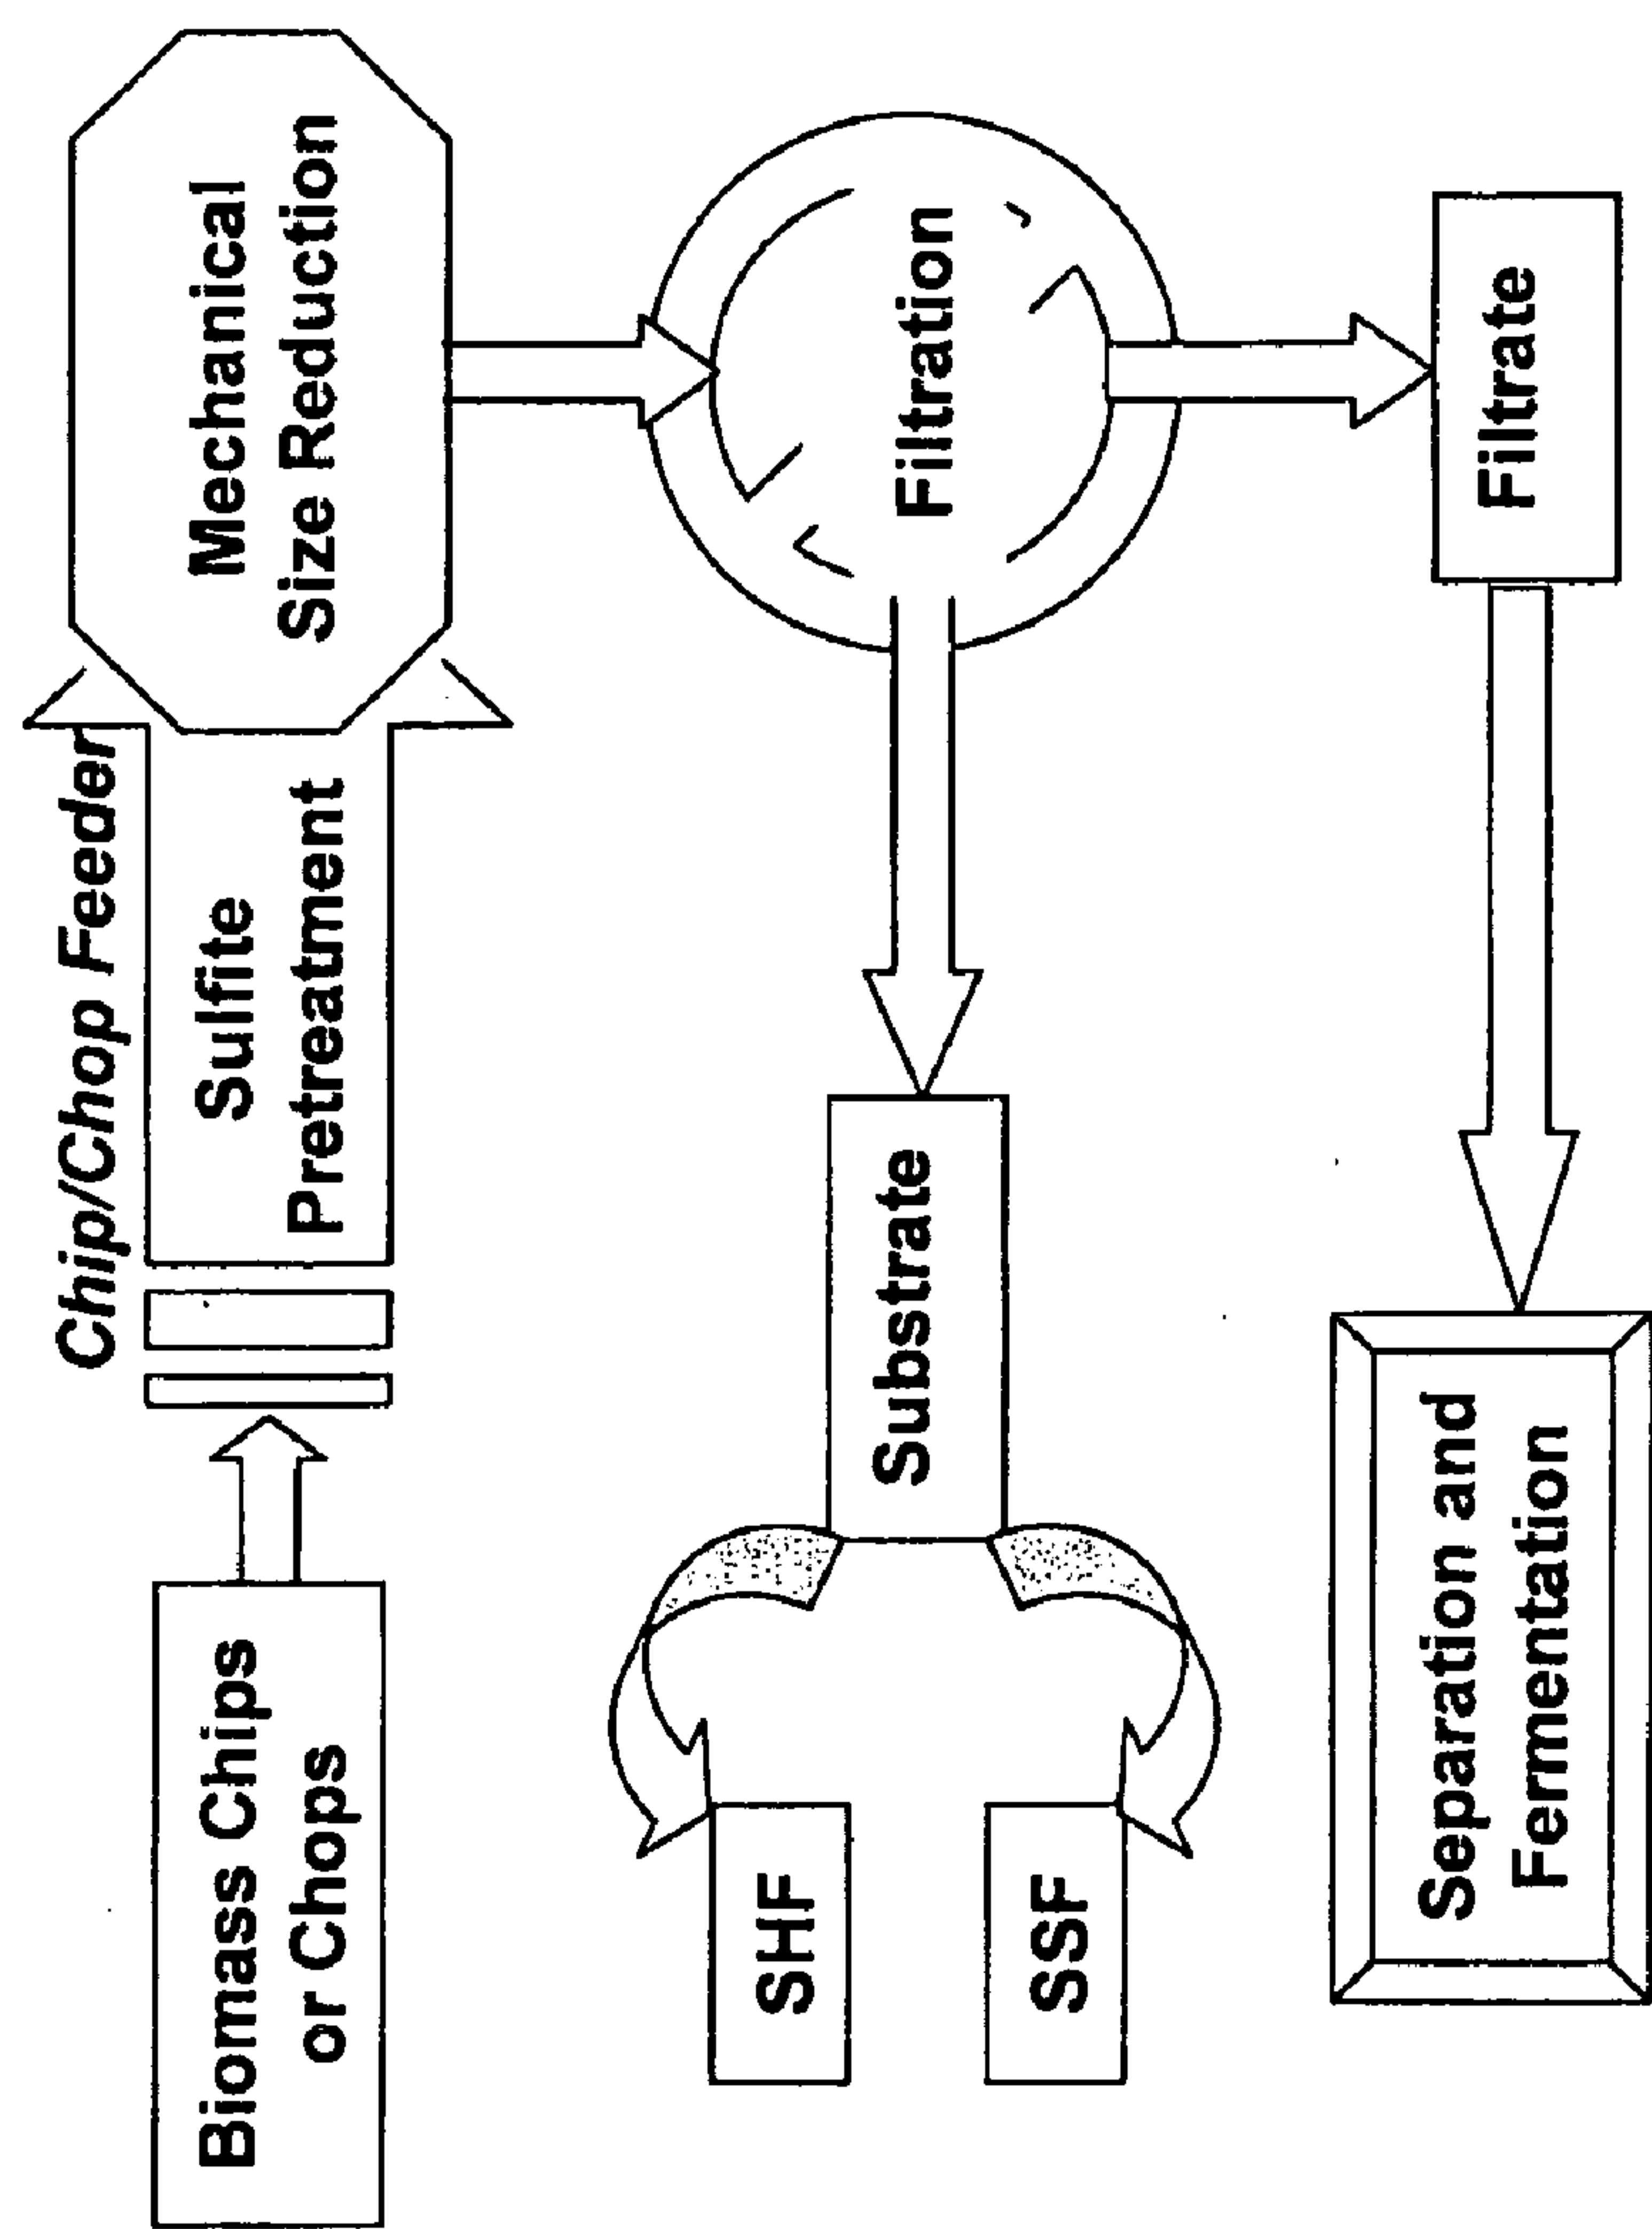 Chip/Chop Feeder
Biomass Chips
or Chops
Sulfite
Pretreatment
Mechanical
Size Reduction
SHF
SSF
Substrate
Filtration
Separation and
Fermentation
Filtrate